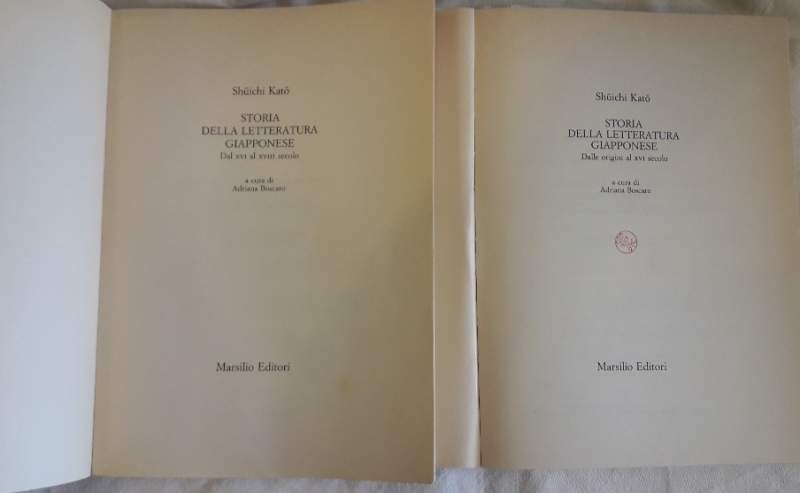 Shūichi Katō
STORIA
DELLA LETTERATURA
GIAPPONESE
Dal XVI al XVIII secolo
a cura di
Adriana Boscaro
Marsilio Editori
Shūichi Katō
STORIA
DELLA LETTERATURA
GIAPPONESE
Dalle origini al XVI secolo
a cura di
Adriana Boscaro
Marsilio Editori